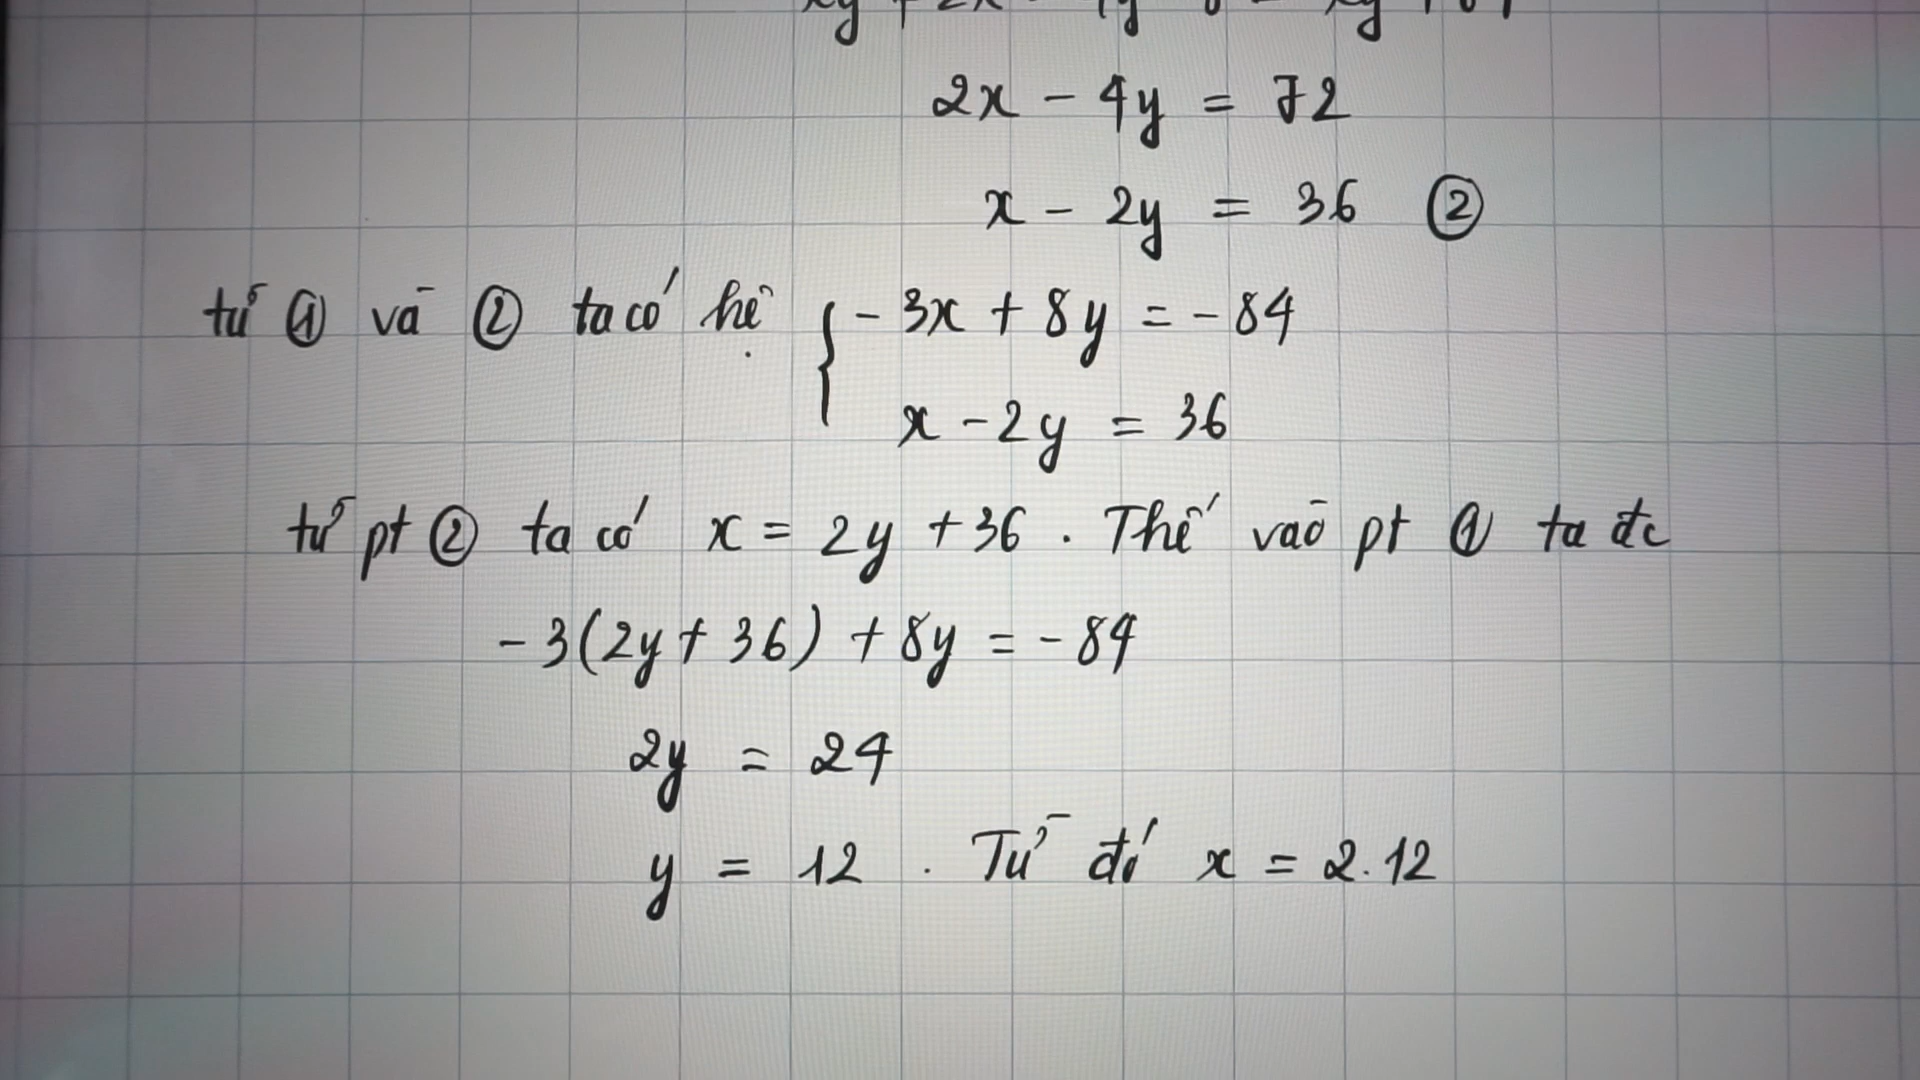 2x - 4y = 72
x - 2y = 36 ②
từ ① và ② ta có hệ { - 3x + 8y = - 84
x - 2y = 36
từ pt ② ta có x = 2y + 36 . Thế vào pt ① ta đc
- 3(2y + 36) + 8y = - 84
2y = 24
y = 12 . Từ đó x = 2.12